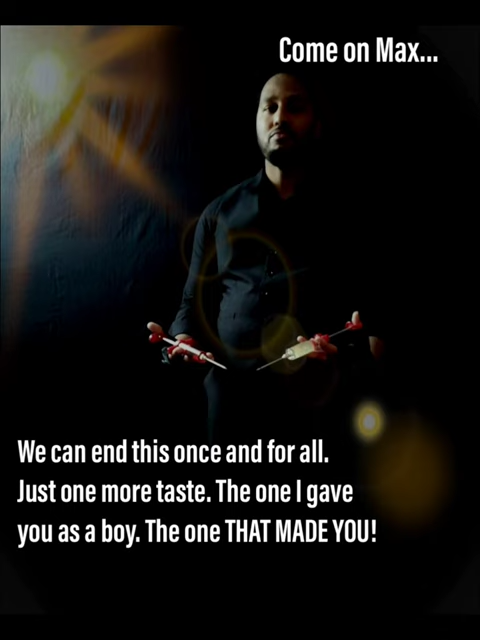 Come on Max...
We can end this once and for all.
Just one more taste. The one I gave
you as a boy. The one THAT MADE YOU!